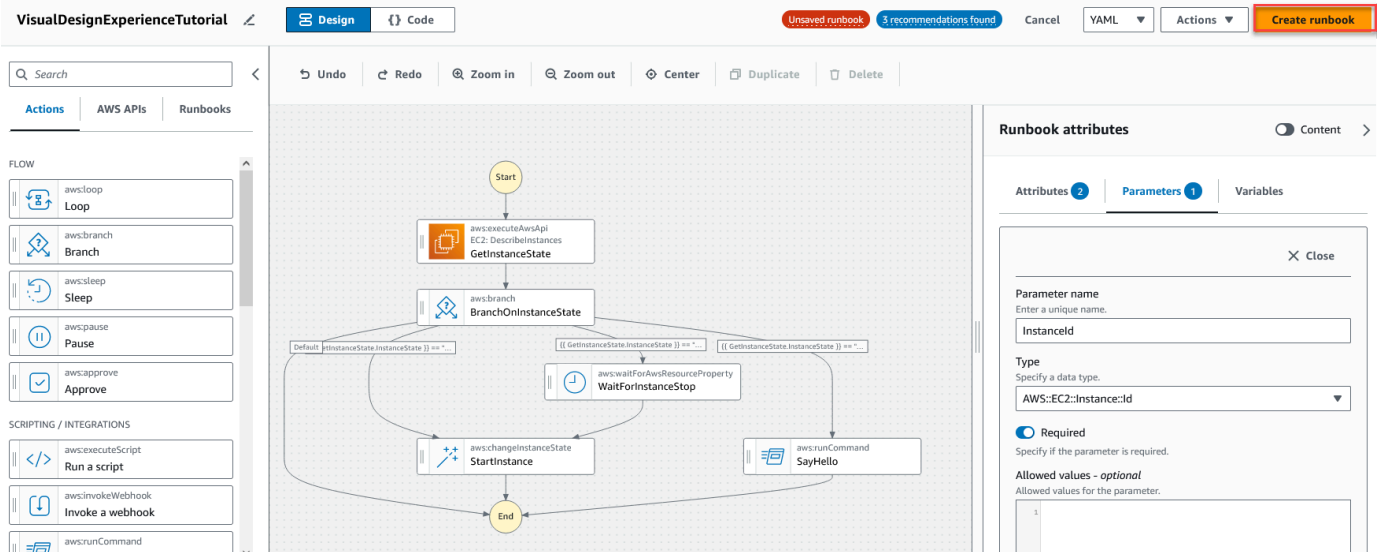 VisualDesignExperienceTutorial
Design
{} Code
Unsaved runbook
3 recommendations found
Cancel
YAML
Actions
Create runbook
Search
Undo
Redo
Zoom in
Zoom out
Center
Duplicate
Delete
Actions
AWS APIs
Runbooks
FLOW
aws:loop
Loop
aws:branch
Branch
aws:sleep
Sleep
aws:pause
Pause
aws:approve
Approve
SCRIPTING / INTEGRATIONS
aws:executeScript
Run a script
aws:invokeWebhook
Invoke a webhook
aws:runCommand
Start
aws:executeAwsApi
EC2: DescribeInstances
GetInstanceState
aws:branch
BranchOnInstanceState
Default
etInstanceState.InstanceState }} == "...
{{ GetInstanceState.InstanceState }} == "...
{{ GetInstanceState.InstanceState }} == "...
aws:waitForAwsResourceProperty
WaitForInstanceStop
aws:changeInstanceState
StartInstance
aws:runCommand
SayHello
End
Runbook attributes
Content
Attributes 2
Parameters 1
Variables
Close
Parameter name
Enter a unique name.
InstanceId
Type
Specify a data type.
AWS::EC2::Instance::Id
Required
Specify if the parameter is required.
Allowed values - optional
Allowed values for the parameter.
1